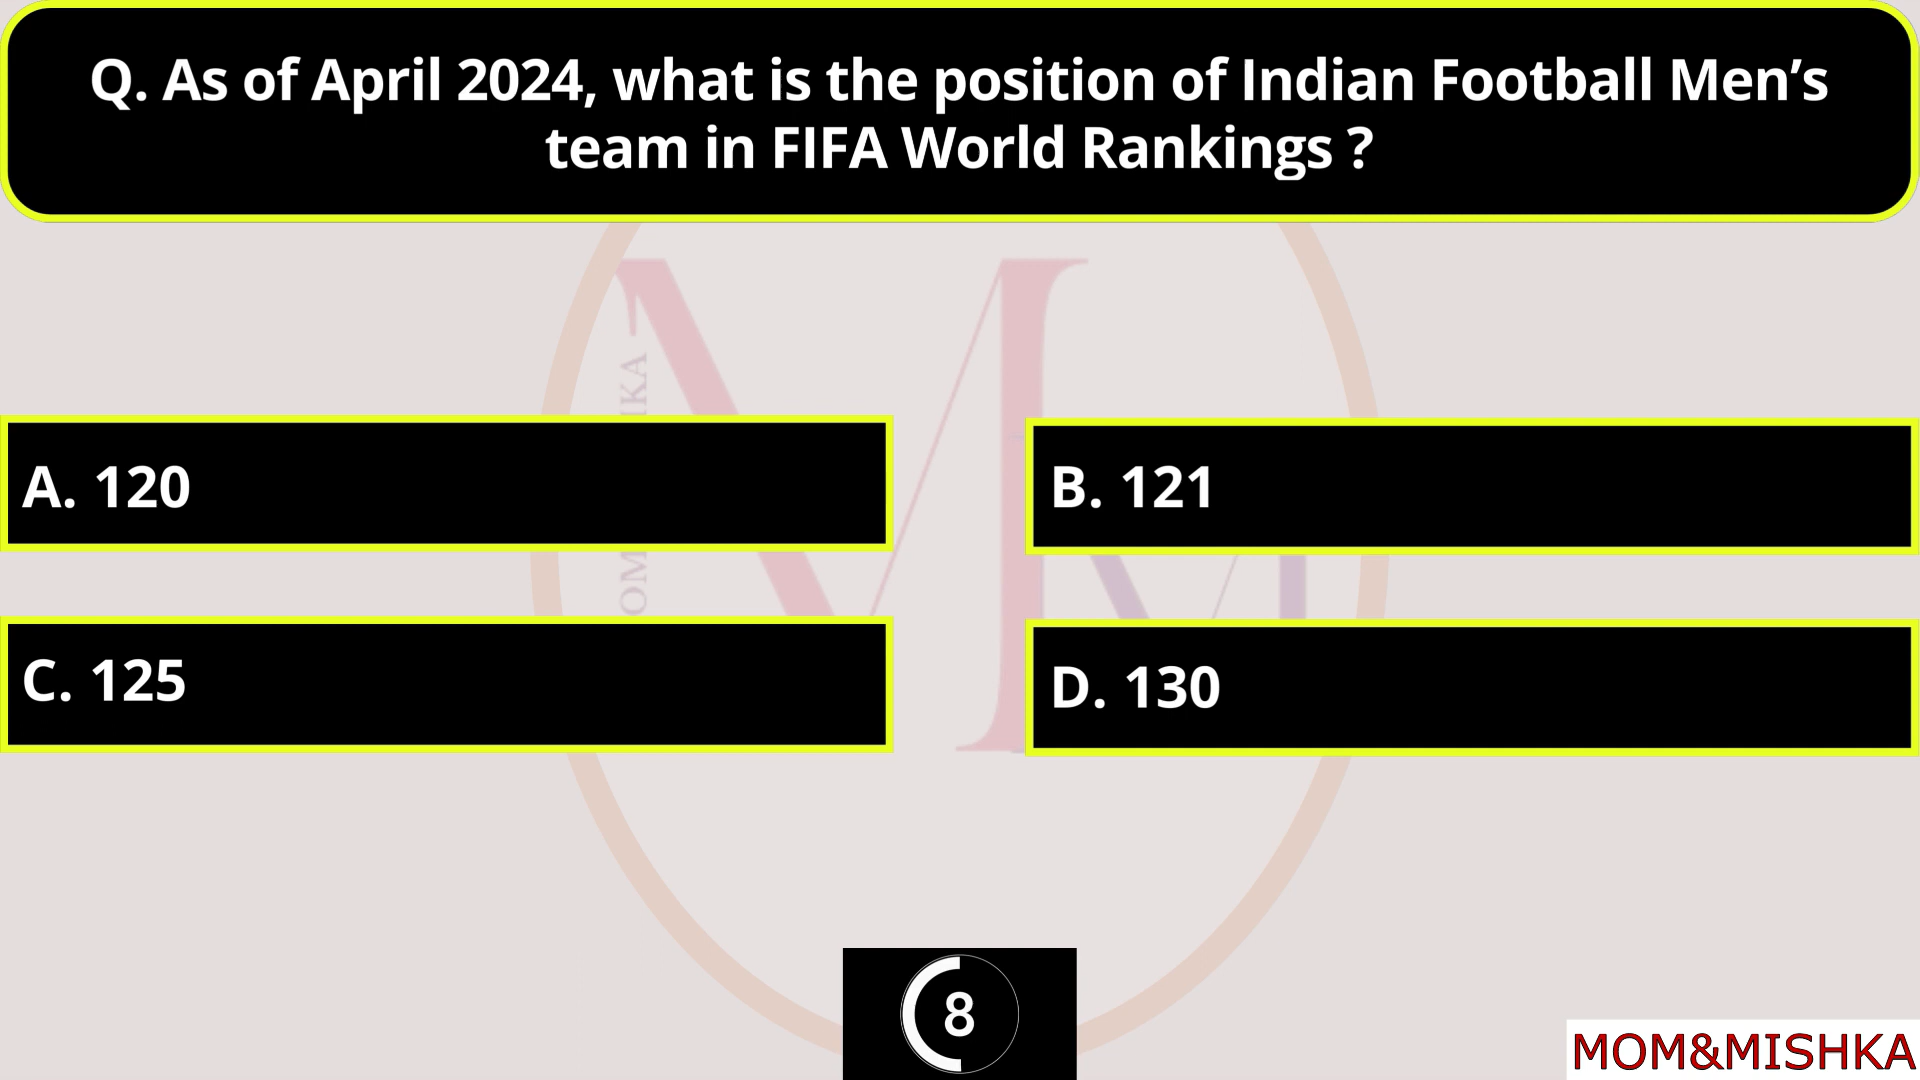 Q. As of April 2024, what is the position of Indian Football Men’s
team in FIFA World Rankings ?
A. 120
B. 121
C. 125
D. 130
8
MOM&MISHKA